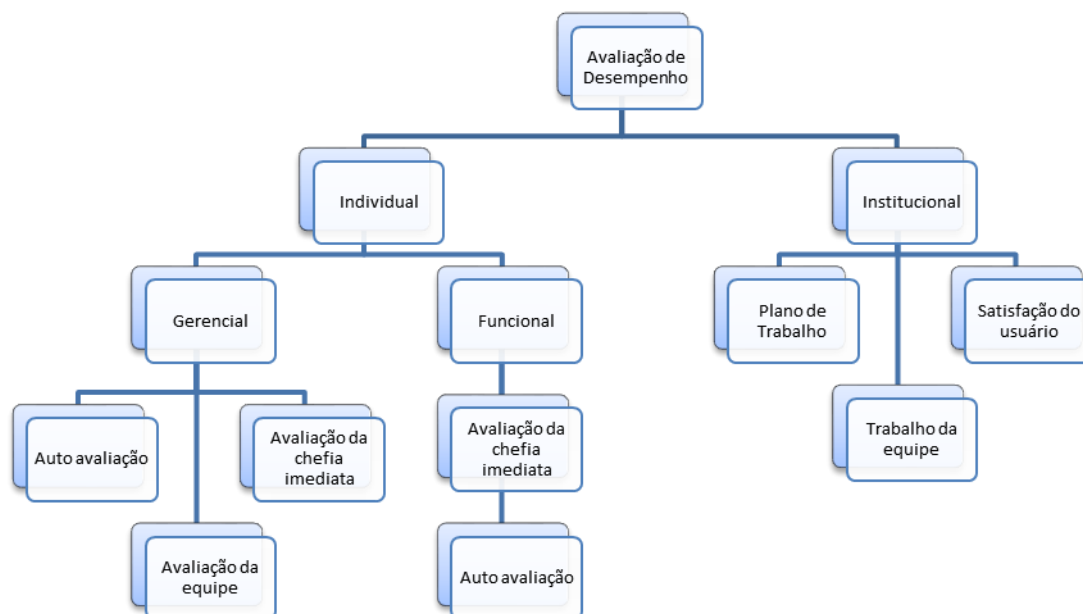 Avaliação de
Desempenho
Individual
Institucional
Gerencial
Funcional
Plano de
Trabalho
Satisfação do
usuário
Auto avaliação
Avaliação da
chefia
imediata
Avaliação da
chefia
imediata
Trabalho da
equipe
Avaliação da
equipe
Auto avaliação